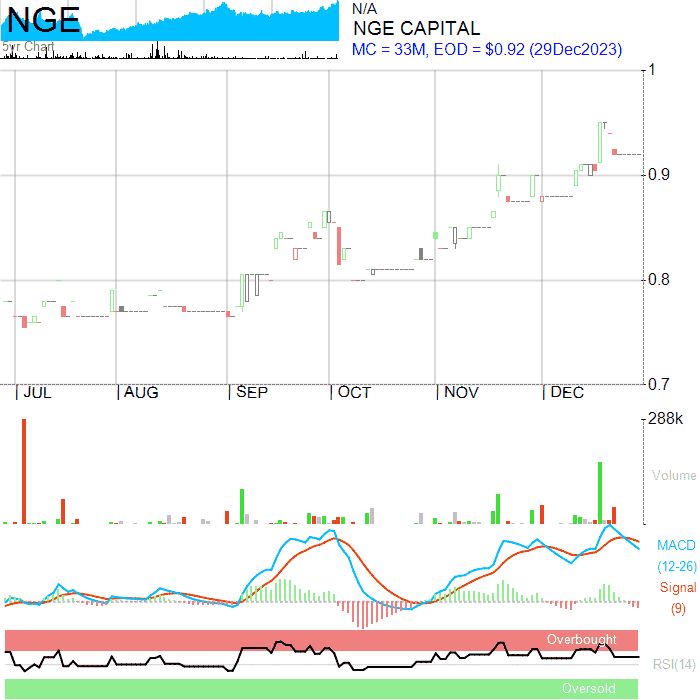 NGE
5yr Chart
N/A
NGE CAPITAL
MC = 33M, EOD = $0.92 (29Dec2023)
1
0.9
0.8
0.7
JUL AUG SEP OCT NOV DEC
288k
Volume
MACD
(12-26)
Signal
(9)
Overbought
RSI(14)
Oversold